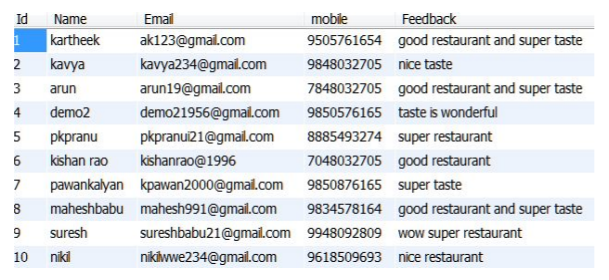 Id Name Email mobile Feedback
1 kartheek ak123@gmail.com 9505761654 good restaurant and super taste
2 kavya kavya234@gmail.com 9848032705 nice taste
3 arun arun19@gmail.com 7848032705 good restaurant and super taste
4 demo2 demo21956@gmail.com 9850576165 taste is wonderful
5 pkpranu pkpranui21@gmail.com 8885493274 super restaurant
6 kishan rao kishanrao@1996 7048032705 good restaurant
7 pawankalyan kpawan2000@gmail.com 9850876165 super taste
8 maheshbabu mahesh991@gmail.com 9834578164 good restaurant and super taste
9 suresh sureshbabu21@gmail.com 9948092809 wow super restaurant
10 nikil nikilwwe234@gmail.com 9618509693 nice restaurant